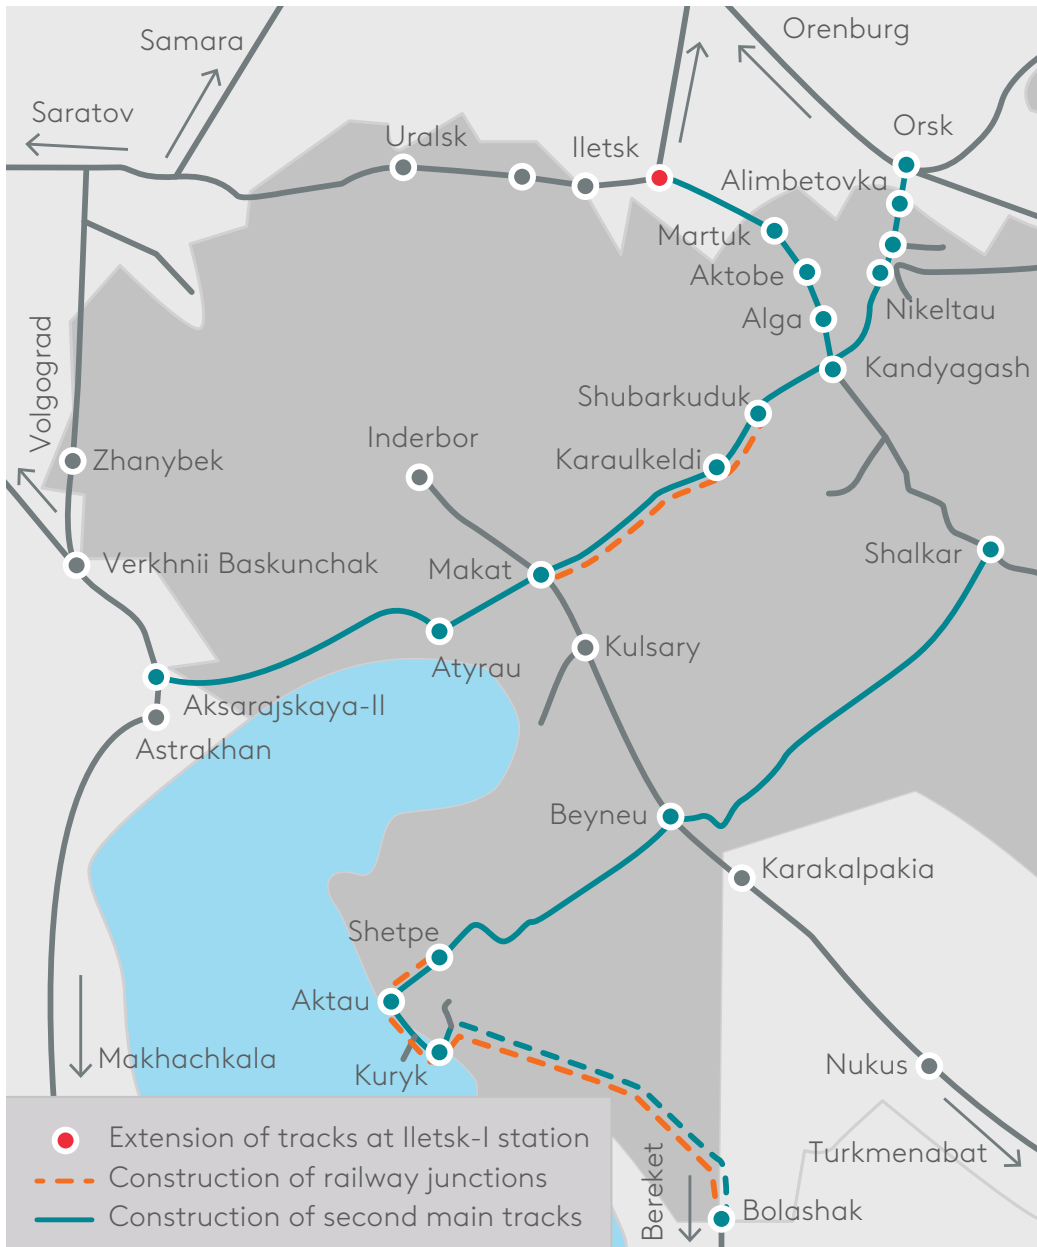 Orenburg
Samara
Saratov
Orsk
Uralsk
Iletsk
Alimbetovka
Martuk
Aktobe
Nikeltau
Alga
Volgograd
Kandyagash
Shubarkuduk
Inderbor
Zhanybek
Karaulkeldi
Shalkar
Verkhnii Baskunchak
Makat
Kulsary
Atyrau
Aksarajskaya-II
Astrakhan
Beyneu
Karakalpakia
Shetpe
Aktau
Makhachkala
Nukus
Kuryk
Extension of tracks at Iletsk-I station
Turkmenabat
Construction of railway junctions
Bereket
Bolashak
Construction of second main tracks